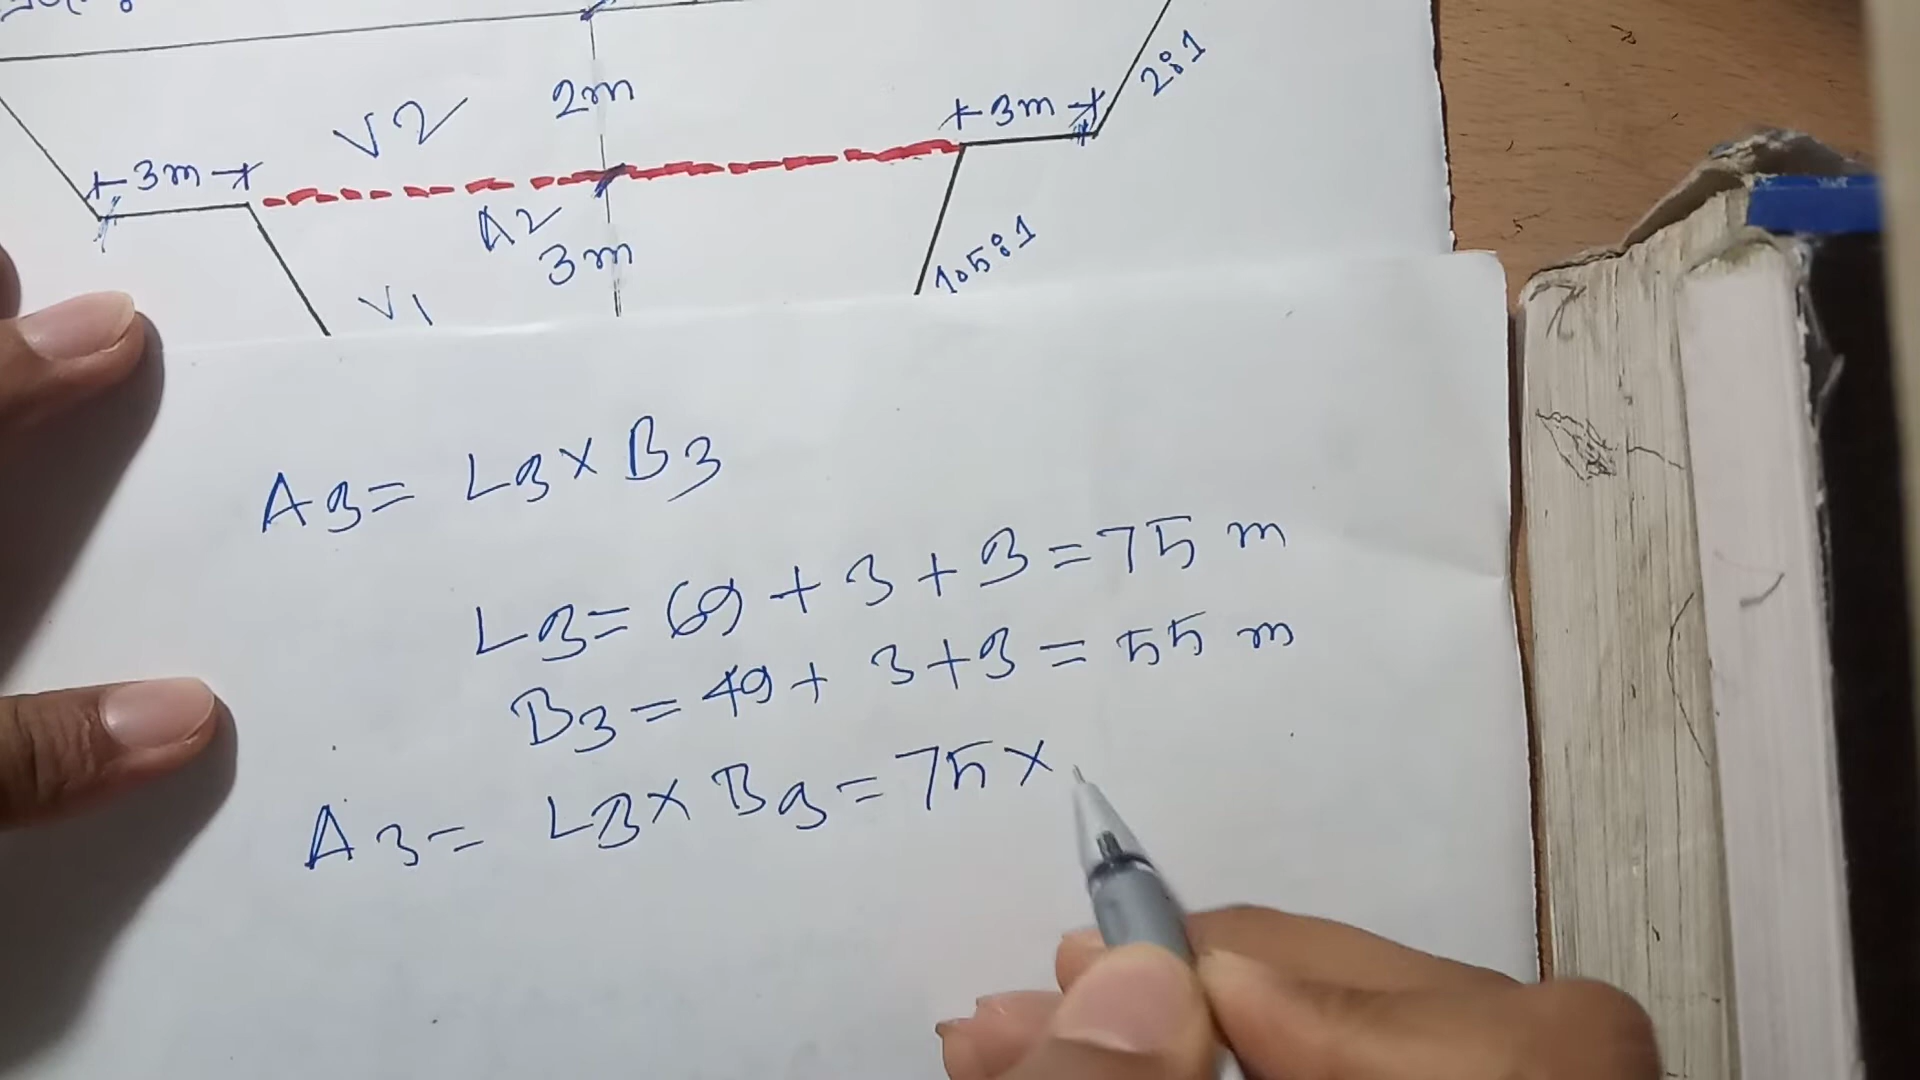 2m
+3m+
2:1
V2
+3m+
A2
3m
1.5:1
V1
A3= L3×B3
L3= 69+3+3=75 m
B3=49+3+3=55 m
A3= L3×B3=75×